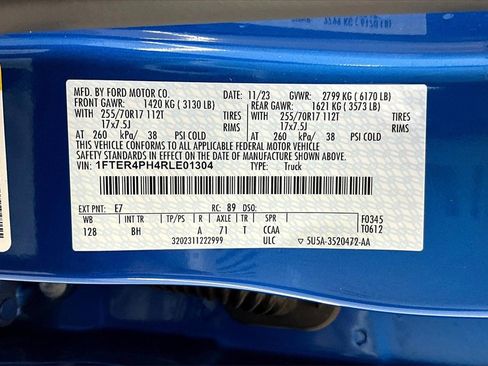 MFD. BY FORD MOTOR CO.
DATE: 11/23 GVWR: 2799 KG ( 6170 LB)
FRONT GAWR: 1420 KG ( 3130 LB) REAR GAWR: 1621 KG ( 3573 LB)
WITH 255/70R17 112T TIRES WITH 255/70R17 112T TIRES
17x7.5J RIMS 17x7.5J RIMS
AT 260 kPa/ 38 PSI COLD AT 260 kPa/ 38 PSI COLD
THIS VEHICLE CONFORMS TO ALL APPLICABLE FEDERAL MOTOR VEHICLE
SAFETY AND THEFT PREVENTION STANDARDS IN EFFECT ON THE DATE OF MANUFACTURE SHOWN ABOVE.
VIN: 1FTER4PH4RLE01304 TYPE: Truck
EXT PNT: E7 RC: 89 DSO:
WB INT TR TP/PS R AXLE TR SPR F0345
128 BH A 71 T CCAA T0612
3202311222999 ULC ▽ 5U5A-3520472-AA